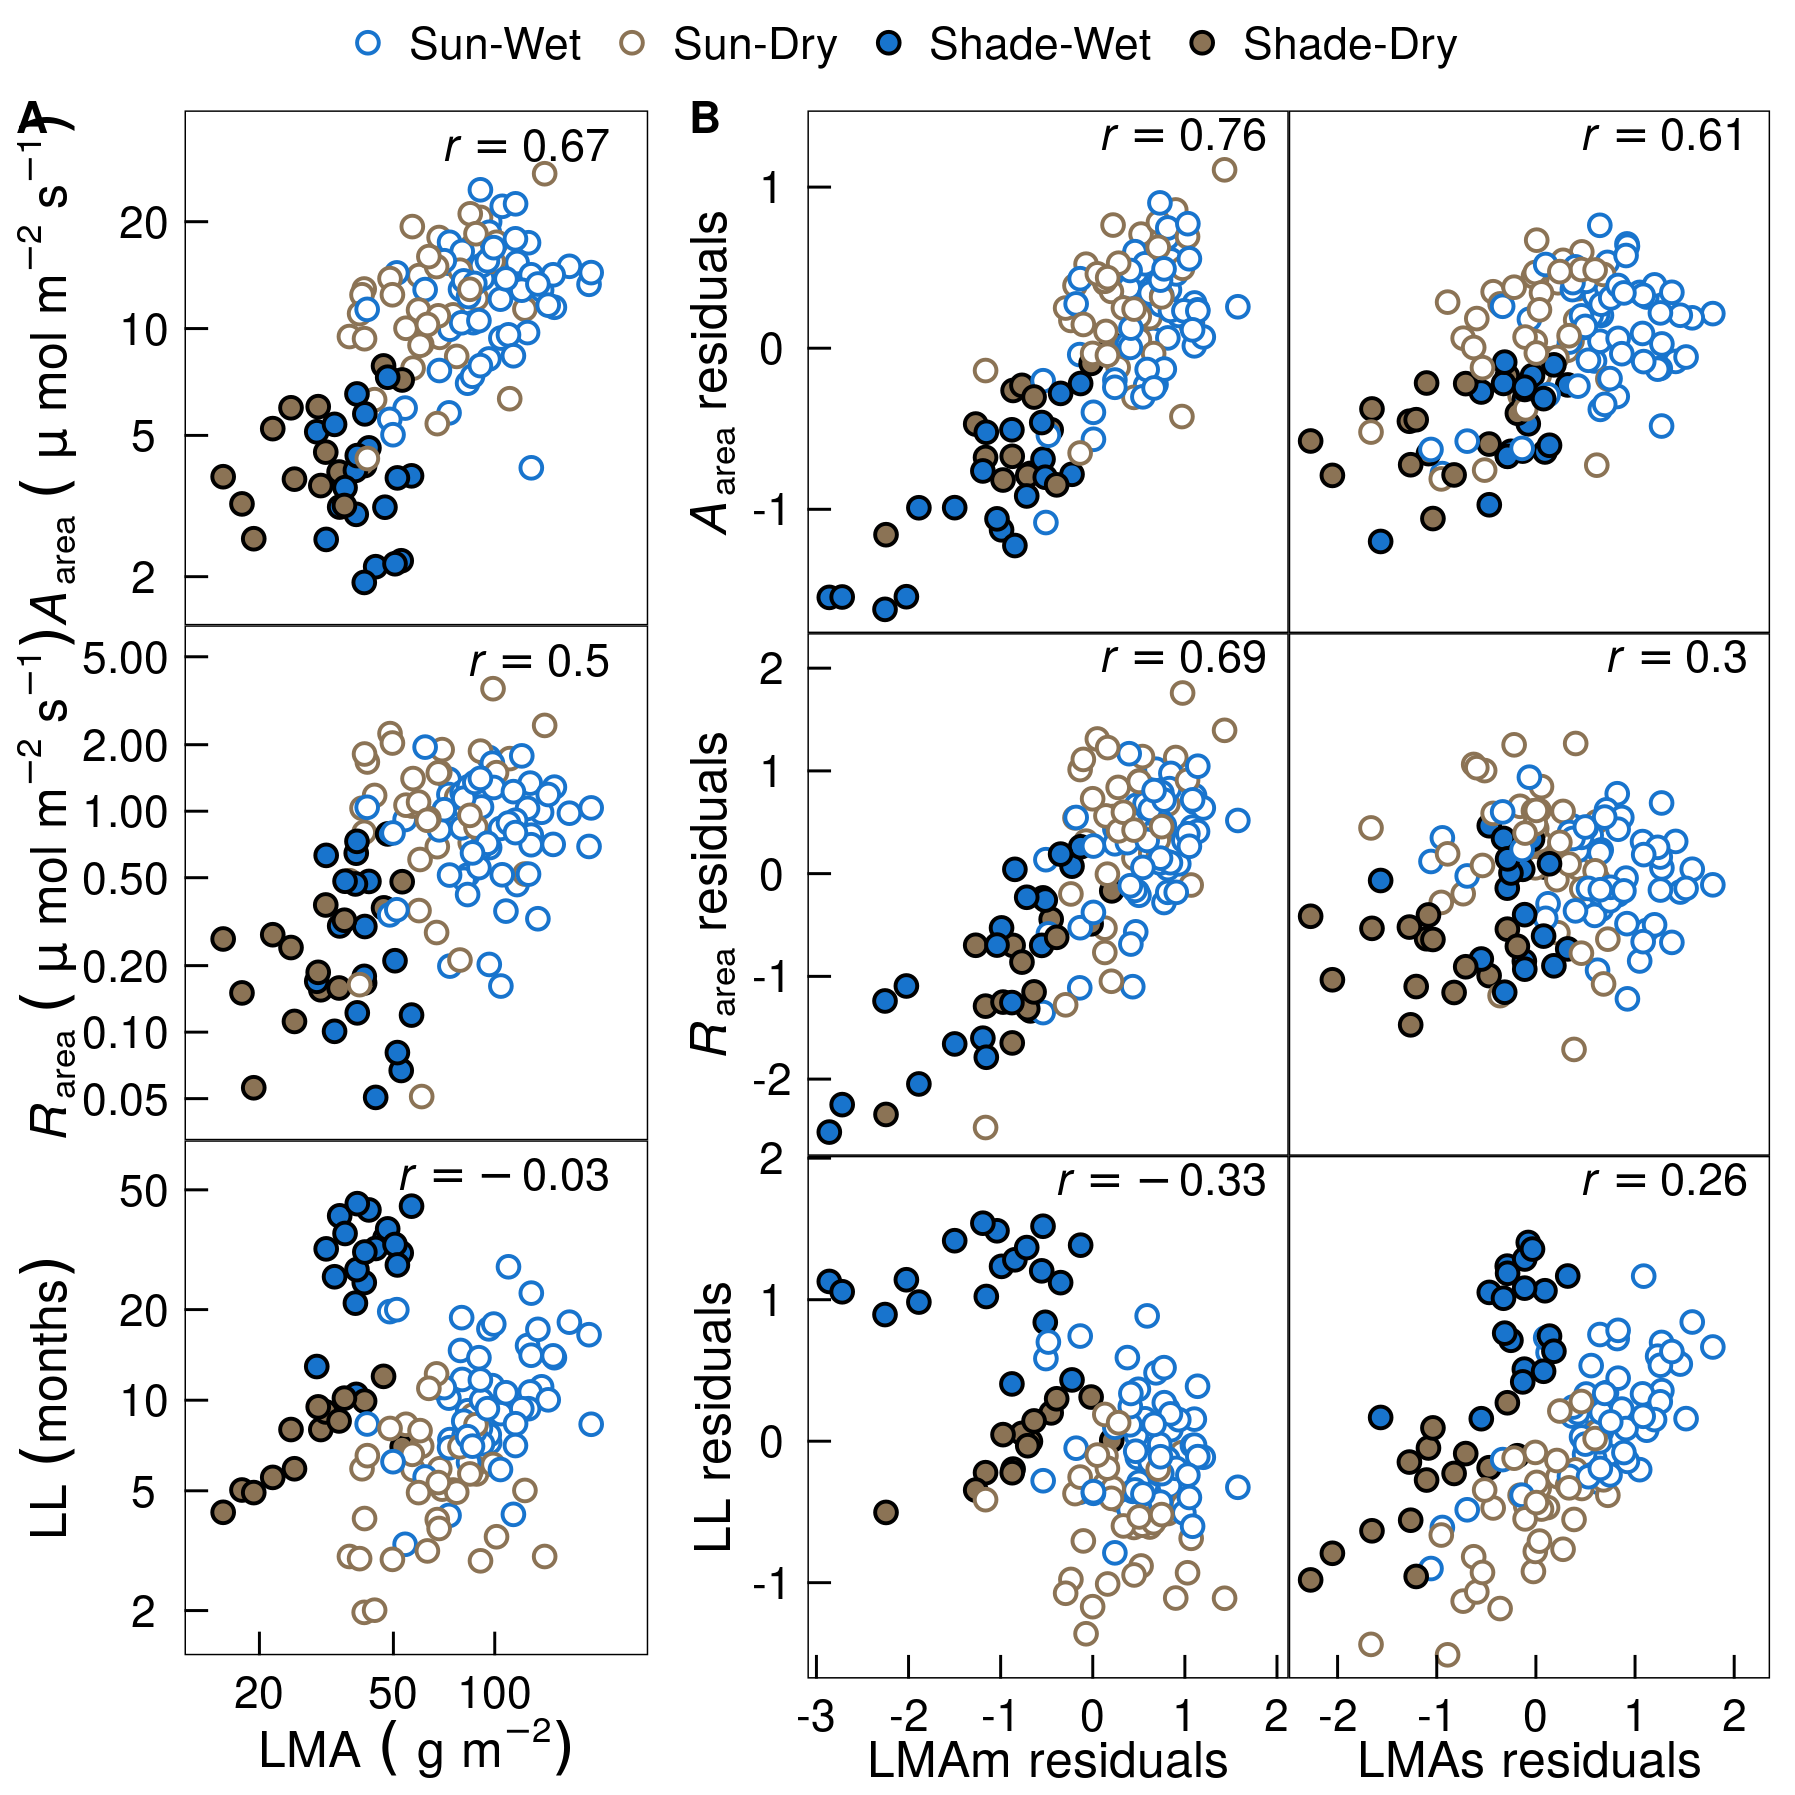 Sun-Wet Sun-Dry Shade-Wet Shade-Dry
A
A area ( μ mol m −2 s −1 )
20
10
5
2
r = 0.67
R area ( μ mol m −2 s −1 )
5.00
2.00
1.00
0.50
0.20
0.10
0.05
r = 0.5
LL (months)
50
20
10
5
2
r = − 0.03
20 50 100
LMA ( g m −2 )
B
A area residuals
1
0
-1
r = 0.76
r = 0.61
R area residuals
2
1
0
-1
-2
r = 0.69
r = 0.3
LL residuals
2
1
0
-1
r = − 0.33
r = 0.26
-3 -2 -1 0 1 2
-2 -1 0 1 2
LMAm residuals
LMAs residuals